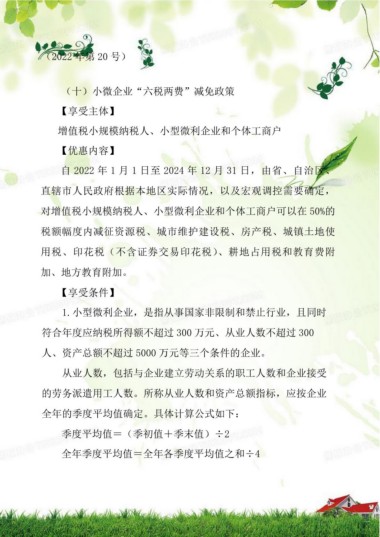 （2022 年第 20 号）
（十）小微企业“六税两费”减免政策
【享受主体】
增值税小规模纳税人、小型微利企业和个体工商户
【优惠内容】
自 2022 年 1 月 1 日至 2024 年 12 月 31 日，由省、自治区、
直辖市人民政府根据本地区实际情况，以及宏观调控需要确定，
对增值税小规模纳税人、小型微利企业和个体工商户可以在 50%的
税额幅度内减征资源税、城市维护建设税、房产税、城镇土地使
用税、印花税（不含证券交易印花税）、耕地占用税和教育费附
加、地方教育附加。
【享受条件】
1.小型微利企业，是指从事国家非限制和禁止行业，且同时
符合年度应纳税所得额不超过 300 万元、从业人数不超过 300
人、资产总额不超过 5000 万元等三个条件的企业。
从业人数，包括与企业建立劳动关系的职工人数和企业接受
的劳务派遣用工人数。所称从业人数和资产总额指标，应按企业
全年的季度平均值确定。具体计算公式如下：
季度平均值＝（季初值＋季末值）÷2
全年季度平均值＝全年各季度平均值之和÷4